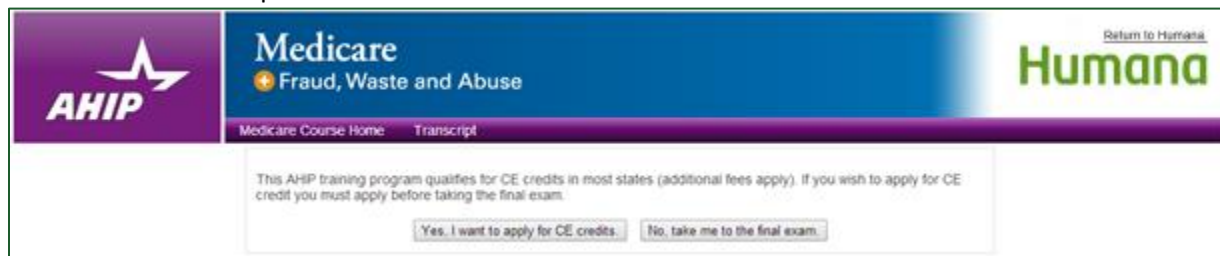 AHIP
Medicare
Fraud, Waste and Abuse
Return to Humana
Humana
Medicare Course Home Transcript
This AHIP training program qualifies for CE credits in most states (additional fees apply). If you wish to apply for CE
credit you must apply before taking the final exam.
Yes, I want to apply for CE credits. No, take me to the final exam.